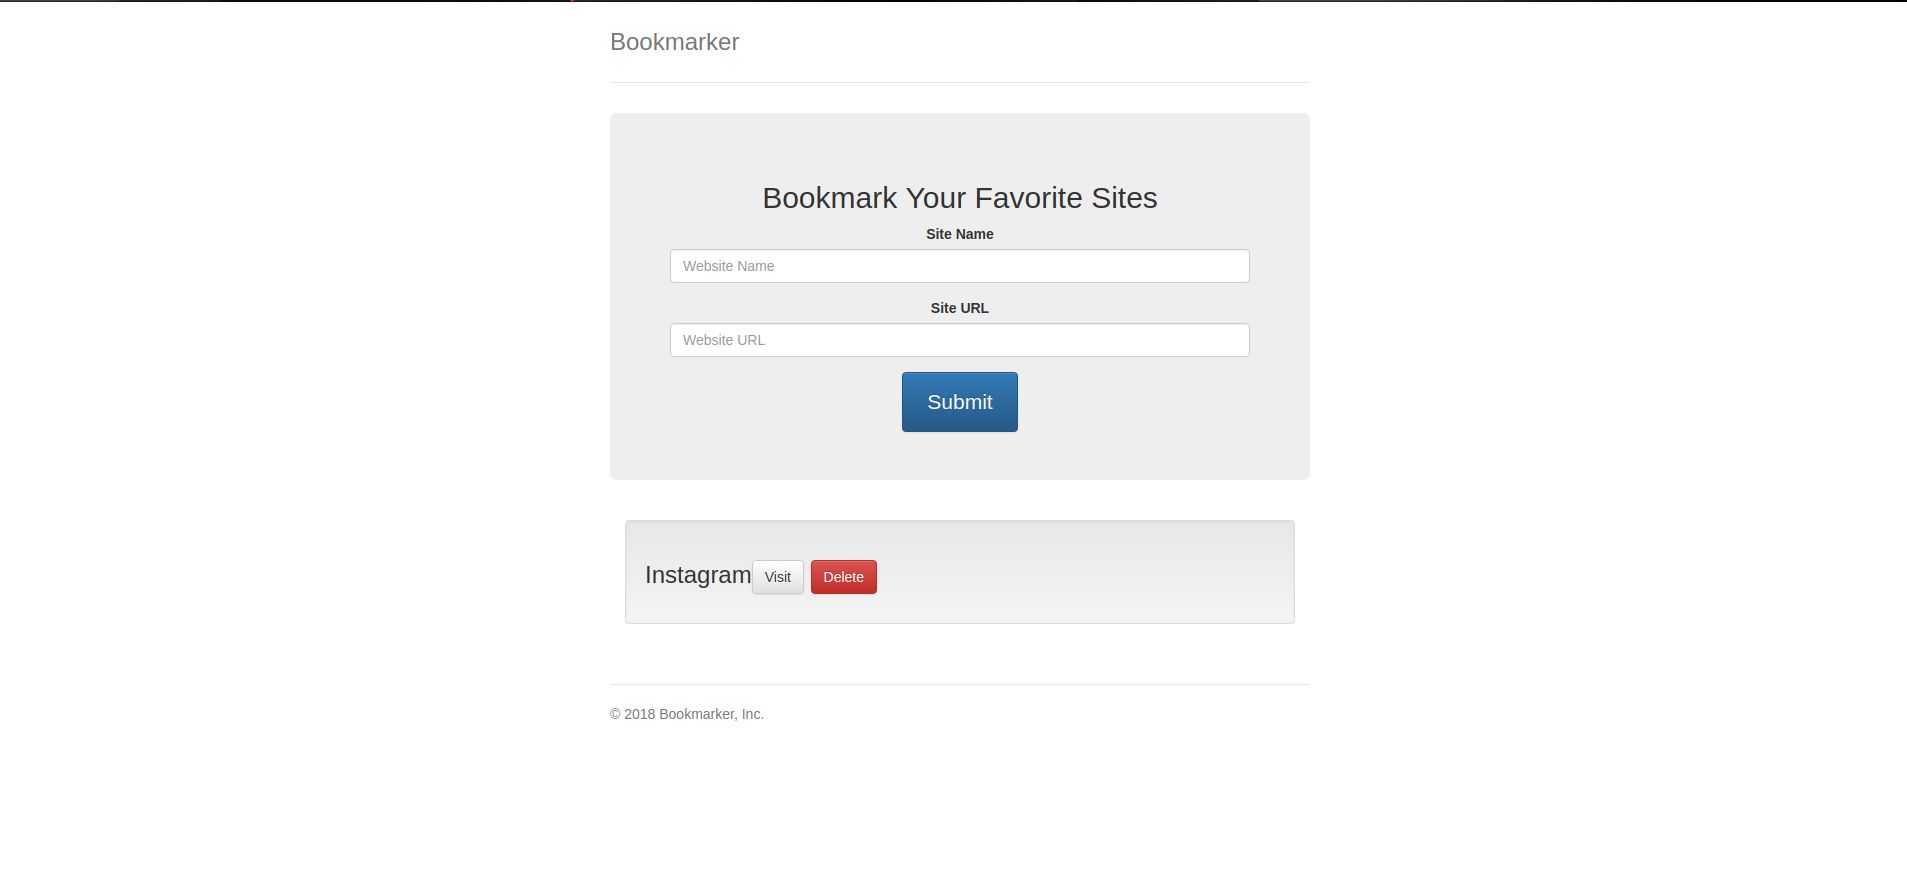 Bookmarker
Bookmark Your Favorite Sites
Site Name
Website Name
Site URL
Website URL
Submit
Instagram Visit Delete
© 2018 Bookmarker, Inc.